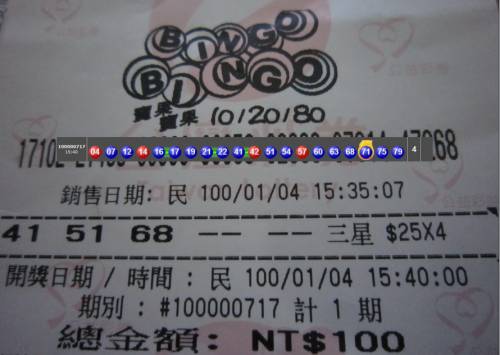 BINGO
BINGO
賓果
賓果 10/20/80
100000717 04 07 12 14 16 17 19 21 22 41 42 51 54 57 60 63 68 71 75 79 4
15:40
銷售日期: 民 100/01/04 15:35:07
41 51 68 -- -- -- 三星 $25X4
開獎日期 / 時間 : 民 100/01/04 15:40:00
期別 : #100000717 計 1 期
總金額: NT$100